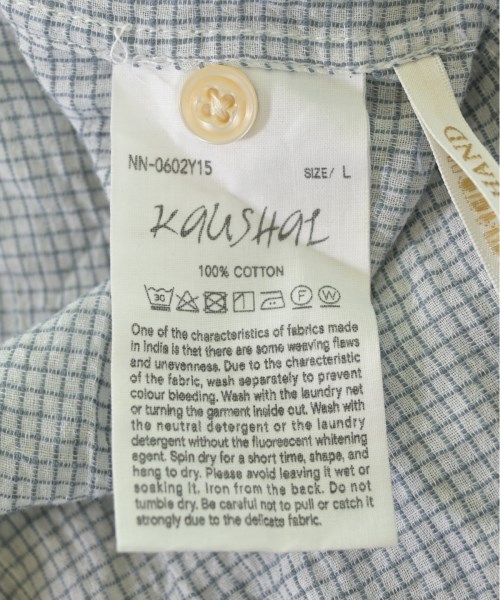 NN-0602Y15
SIZE/ L
KaUSHAL
100% COTTON
30
F
W
One of the characteristics of fabrics made
in India is that there are some weaving flaws
and unevenness. Due to the characteristic
of the fabric, wash separately to prevent
colour bleeding. Wash with the laundry net
or turning the garment inside out. Wash with
the neutral detergent or the laundry
detergent without the fluorescent whitening
agent. Spin dry for a short time, shape, and
hang to dry. Please avoid leaving it wet or
soaking it. Iron from the back. Do not
tumble dry. Be careful not to pull or catch it
strongly due to the delicate fabric.